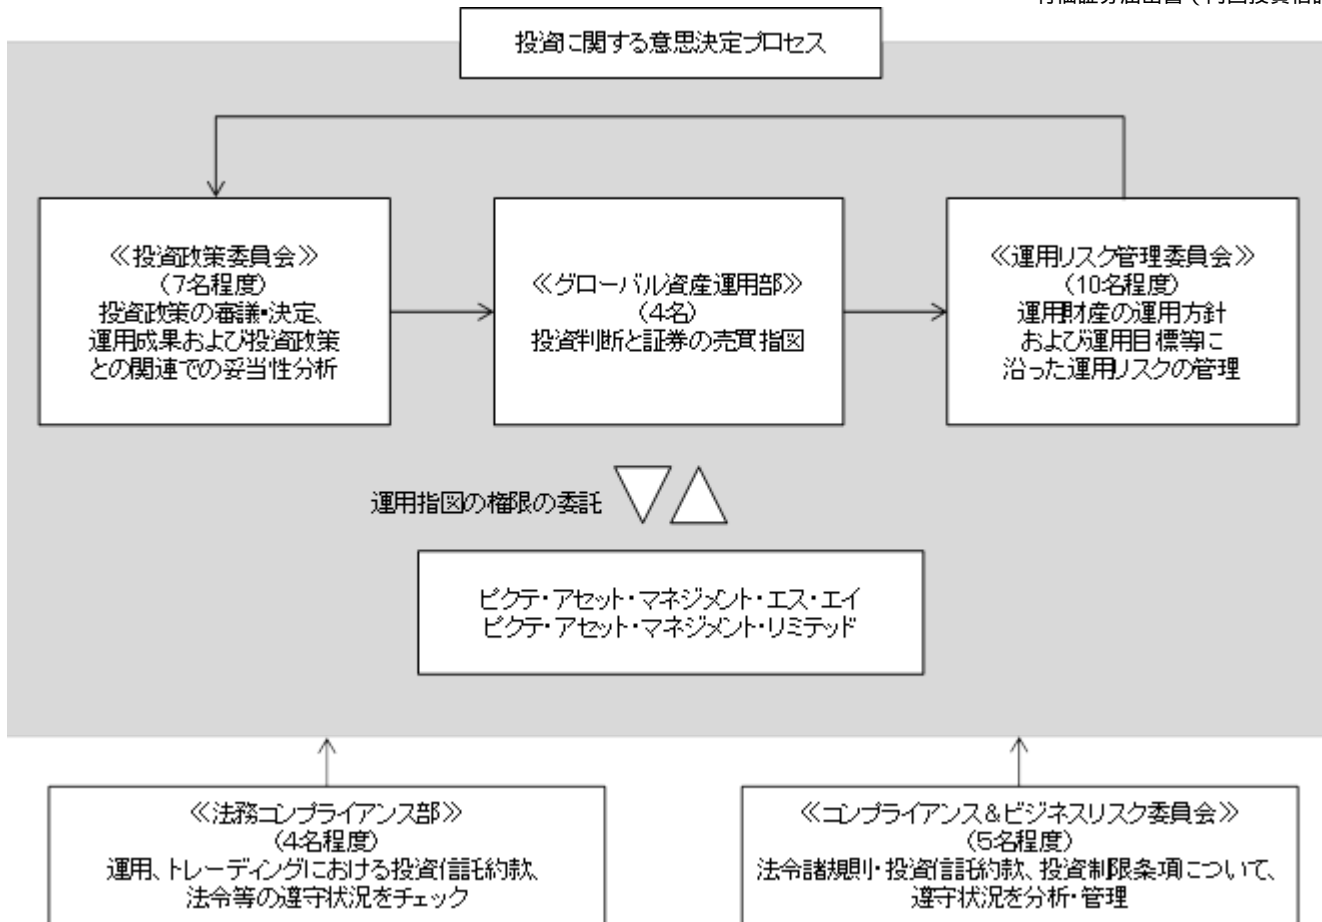 投資に関する意思決定プロセス
≪投資政策委員会≫
(7名程度)
投資政策の審議・決定、
運用成果および投資政策
との関連での妥当性分析
≪グローバル資産運用部≫
(4名)
投資判断と証券の売買指図
≪運用リスク管理委員会≫
(10名程度)
運用財産の運用方針
および運用目標等に
沿った運用リスクの管理
運用指図の権限の委託
ピクテ・アセット・マネジメント・エス・エイ
ピクテ・アセット・マネジメント・リミテッド
≪法務コンプライアンス部≫
(4名程度)
運用、トレーディングにおける投資信託約款、
法令等の遵守状況をチェック
≪コンプライアンス&ビジネスリスク委員会≫
(5名程度)
法令諸規則・投資信託約款、投資制限条項について、
遵守状況を分析・管理